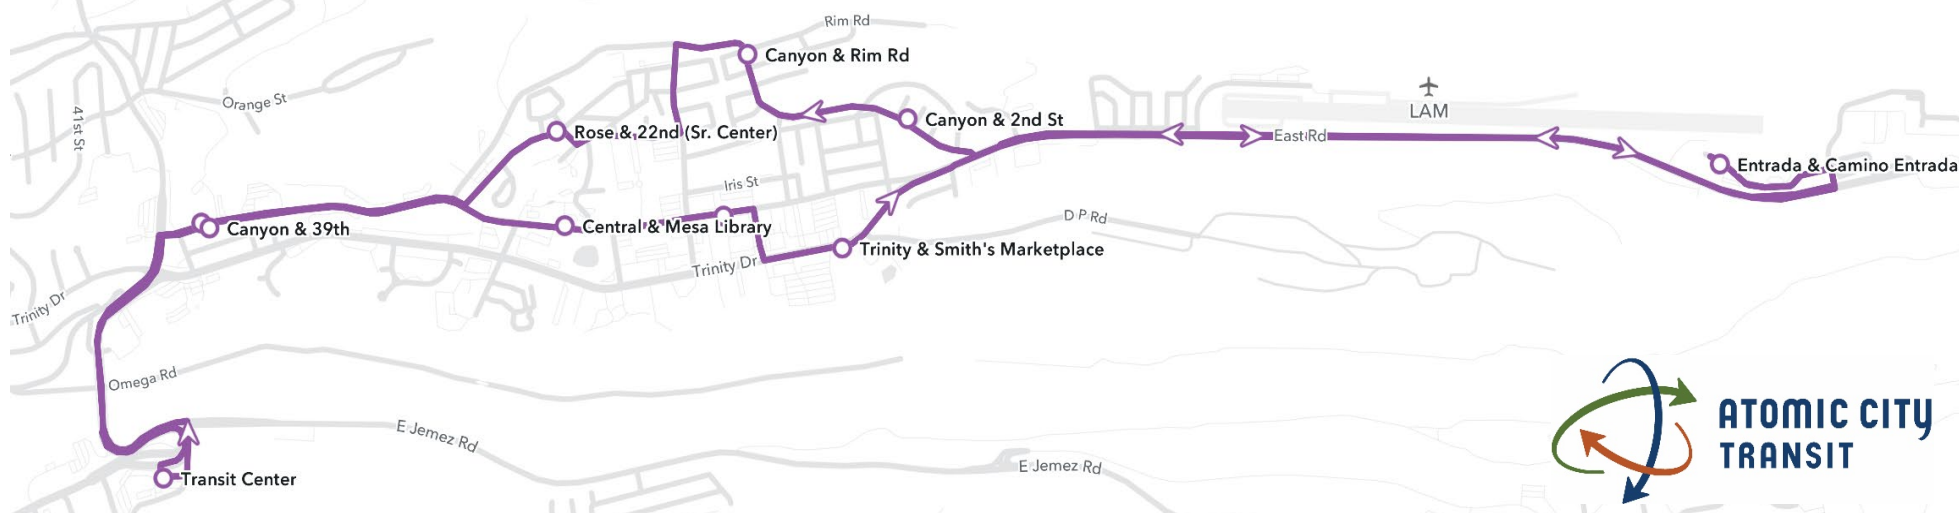 Rim Rd
Canyon & Rim Rd
Orange St
41st St
LAM
Canyon & 2nd St
Rose & 22nd (Sr. Center)
East Rd
Entrada & Camino Entrada
Iris St
D P Rd
Canyon & 39th
Central & Mesa Library
Trinity & Smith's Marketplace
Trinity Dr
Trinity Dr
Omega Rd
E Jemez Rd
E Jemez Rd
Transit Center
ATOMIC CITY
TRANSIT